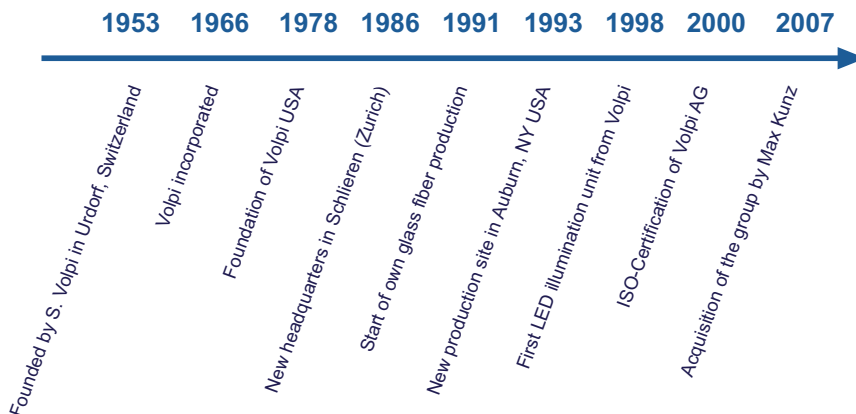 1953 1966 1978 1986 1991 1993 1998 2000 2007
Founded by S. Volpi in Urdorf, Switzerland
Volpi incorporated
Foundation of Volpi USA
New headquarters in Schlieren (Zurich)
Start of own glass fiber production
New production site in Auburn, NY USA
First LED illumination unit from Volpi
ISO-Certification of Volpi AG
Acquisition of the group by Max Kunz